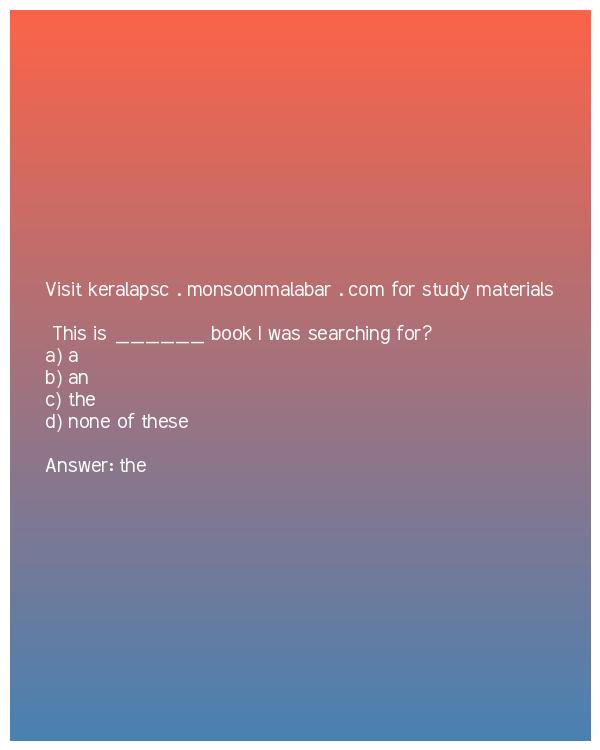 Visit keralapsc . monsoonmalabar . com for study materials
This is ______ book I was searching for?
a) a
b) an
c) the
d) none of these
Answer: the